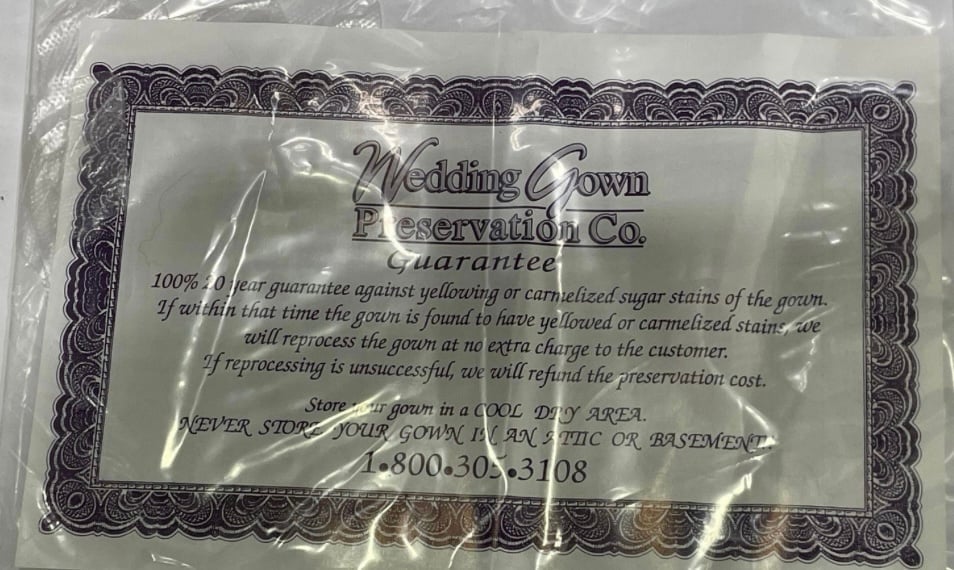 Wedding Gown
Preservation Co.
Guarantee
100% 20 year guarantee against yellowing or carmelized sugar stains of the gown.
If within that time the gown is found to have yellowed or carmelized stains, we
will reprocess the gown at no extra charge to the customer.
If reprocessing is unsuccessful, we will refund the preservation cost.
Store your gown in a COOL DRY AREA.
NEVER STORE YOUR GOWN IN AN ATTIC OR BASEMENT.
1•800•305•3108